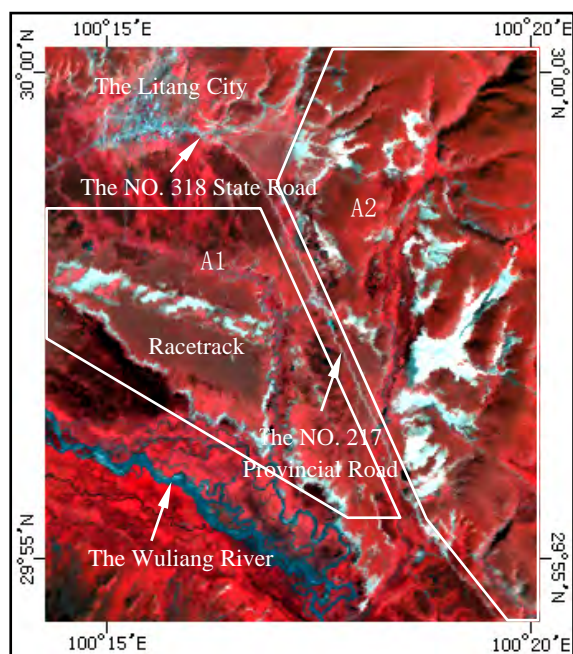 100°15′E 100°20′E
30°00′N 30°00′N
The Litang City
The NO. 318 State Road
A2
A1
Racetrack
The NO. 217
Provincial Road
The Wuliang River
29°55′N 29°55′N
100°15′E 100°20′E